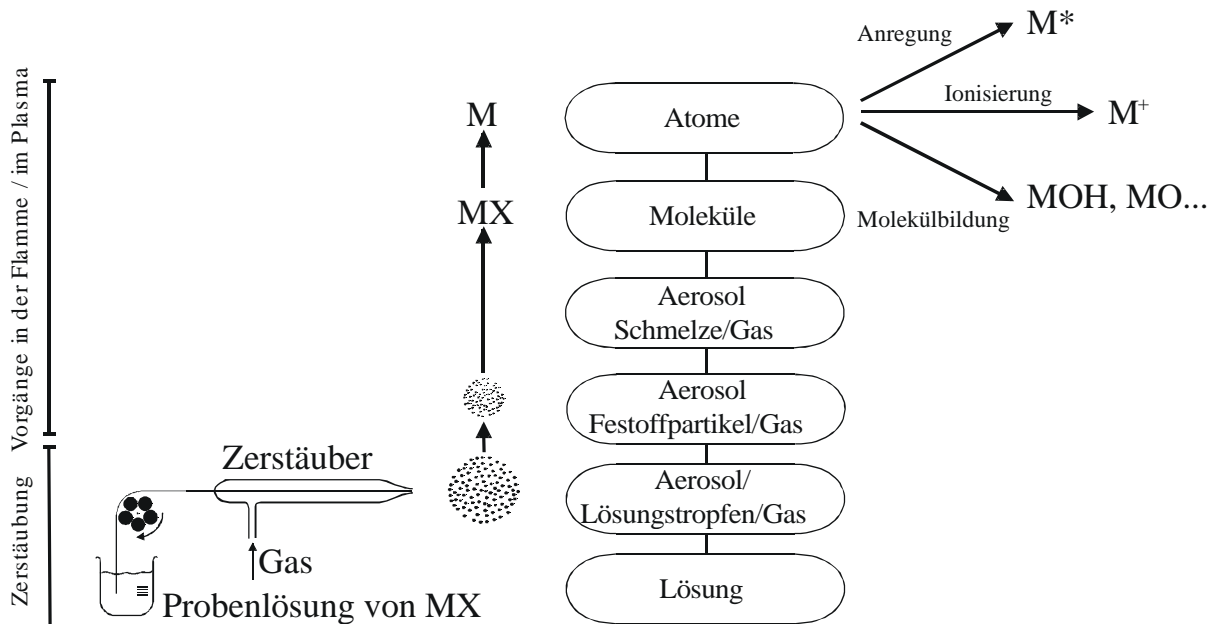 Anregung
M*
Ionisierung
M⁺
Molekülbildung
MOH, MO...
Vorgänge in der Flamme / im Plasma
Zerstäubung
M
MX
Atome
Moleküle
Aerosol
Schmelze/Gas
Aerosol
Festoffpartikel/Gas
Aerosol/
Lösungstropfen/Gas
Lösung
Zerstäuber
Gas
Probenlösung von MX